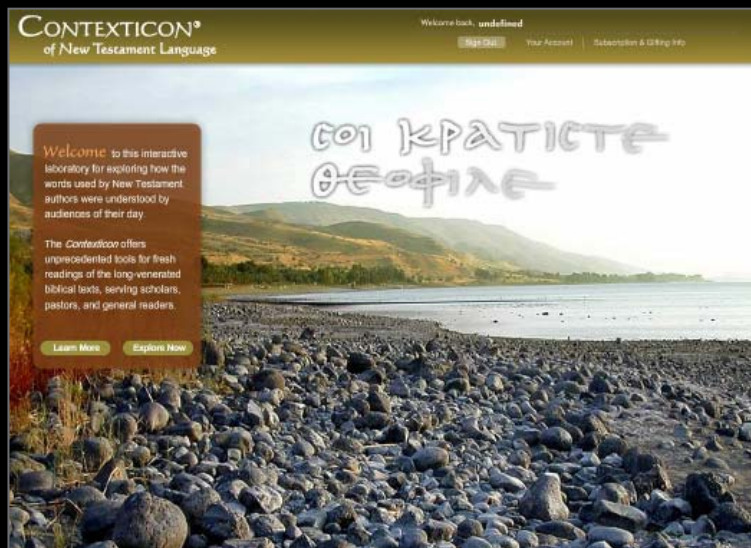 CONTEXTICON®
of New Testament Language
Welcome back, undefined
Sign Out Your Account Subscription & Gifting Info
ϲοι κρατιϲτε
θεοφιλε
Welcome to this interactive
laboratory for exploring how the
words used by New Testament
authors were understood by
audiences of their day.
The Contexticon offers
unprecedented tools for fresh
readings of the long-venerated
biblical texts, serving scholars,
pastors, and general readers.
Learn More Explore Now